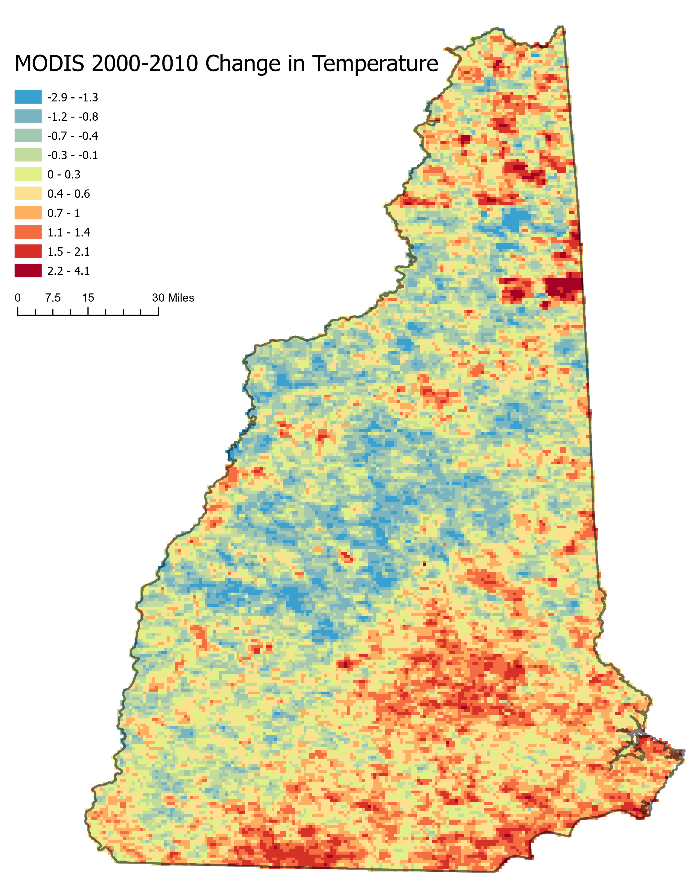 MODIS 2000-2010 Change in Temperature
-2.9 - -1.3
-1.2 - -0.8
-0.7 - -0.4
-0.3 - -0.1
0 - 0.3
0.4 - 0.6
0.7 - 1
1.1 - 1.4
1.5 - 2.1
2.2 - 4.1
0 7.5 15 30 Miles